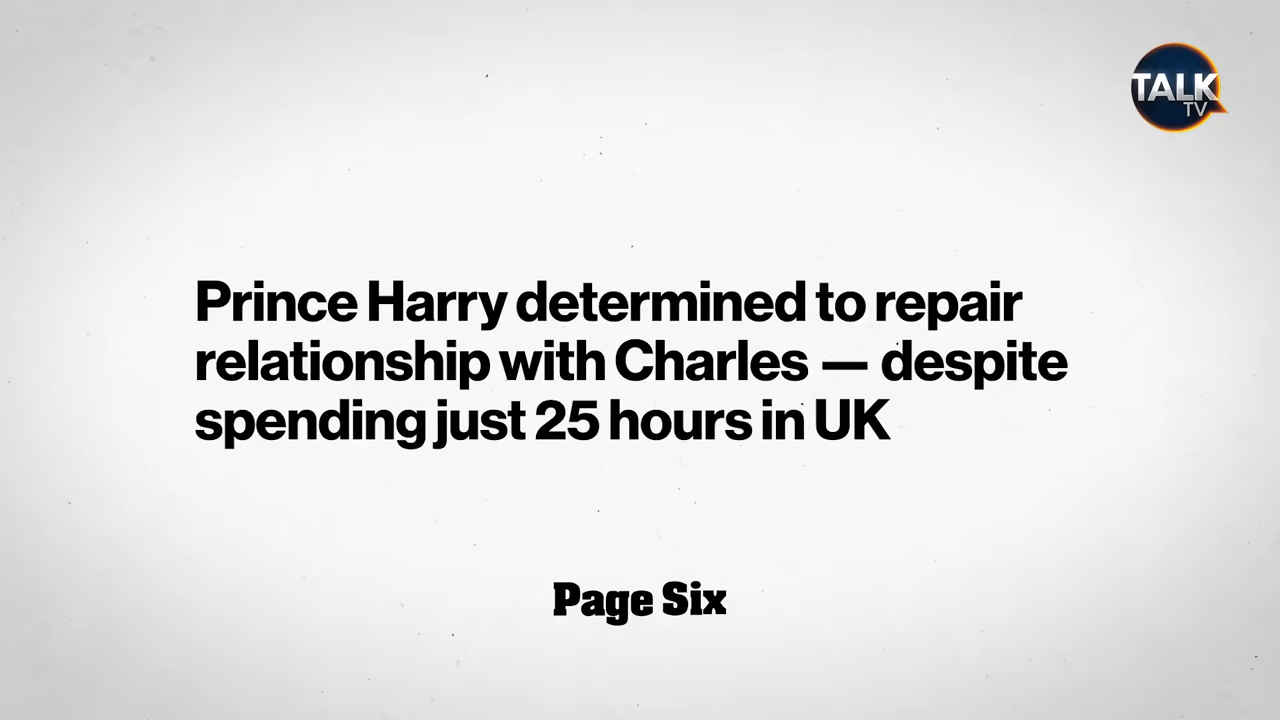 TALK
TV
Prince Harry determined to repair
relationship with Charles — despite
spending just 25 hours in UK
Page Six